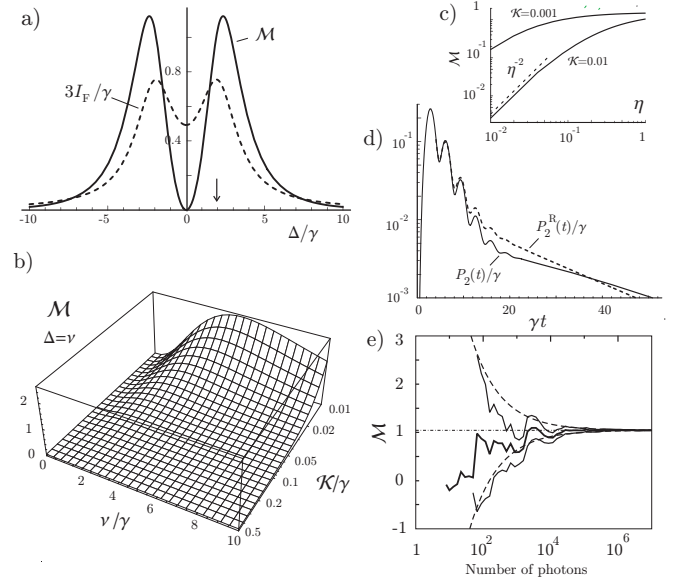 a)
ℳ
3I_F/γ
0.8
0.4
-10 -5 0 5 10
Δ/γ
b)
ℳ
Δ=ν
2
1
0
0 2 4 6 8 10
ν/γ
0.01
0.02
0.05
0.1
0.2
0.5
𝒦/γ
c)
ℳ
1
10^-1
10^-2
𝒦=0.001
𝒦=0.01
η^-2
η
10^-2 10^-1 1
d)
10^-1
10^-2
10^-3
P_2^R(t)/γ
P_2(t)/γ
0 20 40
γt
e)
ℳ
3
2
1
0
-1
1 10^2 10^4 10^6
Number of photons